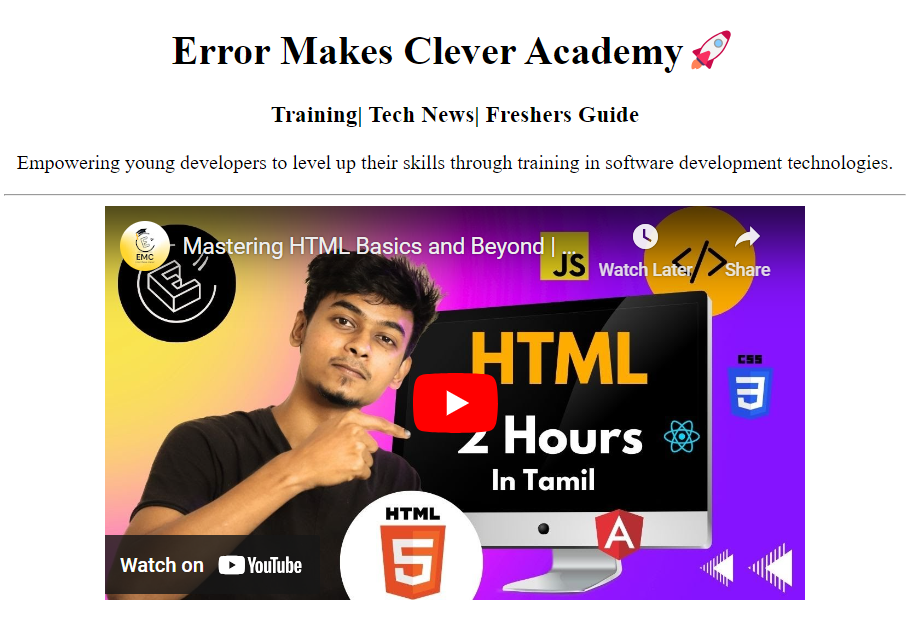 Error Makes Clever Academy🚀
Training| Tech News| Freshers Guide
Empowering young developers to level up their skills through training in software development technologies.
EMC
Mastering HTML Basics and Beyond | ...
JS
</>
Watch Later
Share
HTML
CSS
3
2 Hours
In Tamil
HTML
5
A
Watch on YouTube